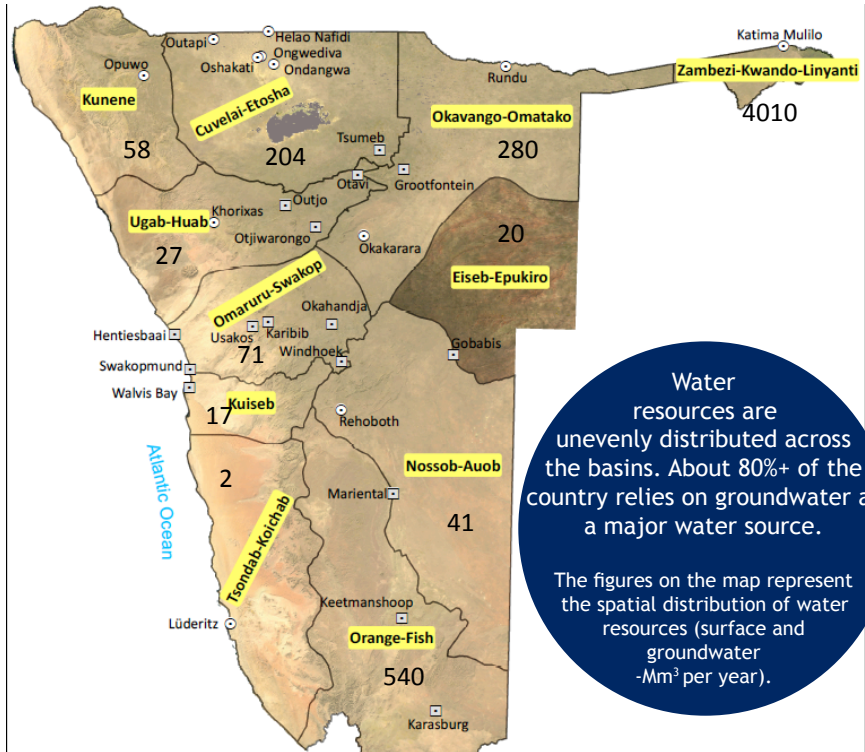 Helao Nafidi
Outapi
Ongwediva
Oshakati
Ondangwa
Katima Mulilo
Opuwo
Rundu
Zambezi-Kwando-Linyanti
Kunene
Cuvelai-Etosha
Okavango-Omatako
4010
58
204
Tsumeb
280
Otavi
Grootfontein
Khorixas
Outjo
Ugab-Huab
Otjiwarongo
20
27
Okakarara
Eiseb-Epukiro
Omaruru-Swakop
Okahandja
Hentiesbaai
Usakos
Karibib
71
Windhoek
Gobabis
Swakopmund
Walvis Bay
17
Kuiseb
Rehoboth
Atlantic Ocean
2
Nossob-Auob
Mariental
41
Tsondab-Koichab
Keetmanshoop
Lüderitz
Orange-Fish
540
Karasburg
Water
resources are
unevenly distributed across
the basins. About 80%+ of the
country relies on groundwater a
a major water source.
The figures on the map represent
the spatial distribution of water
resources (surface and
groundwater
-Mm³ per year).